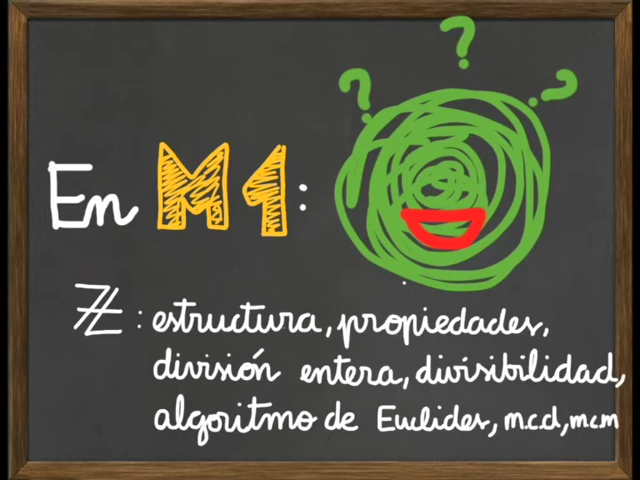 ? ? ?
En M1:
ℤ: estructura, propiedades,
división entera, divisibilidad,
algoritmo de Euclides, m.c.d, m.c.m